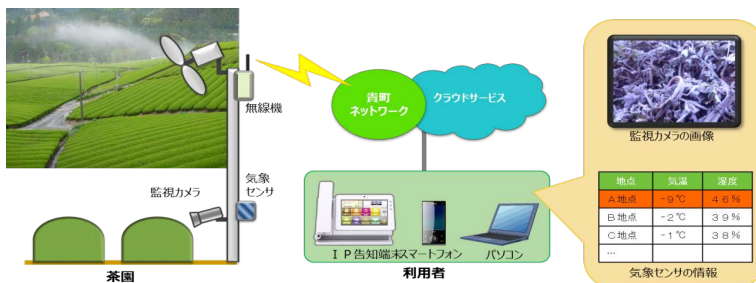 無線機
気象
センサ
監視カメラ
茶園
貴町
ネットワーク
クラウドサービス
IP告知端末
スマートフォン
パソコン
利用者
監視カメラの画像
地点 気温 湿度
A地点 -9℃ 46%
B地点 -2℃ 39%
C地点 -1℃ 38%
…
気象センサの情報